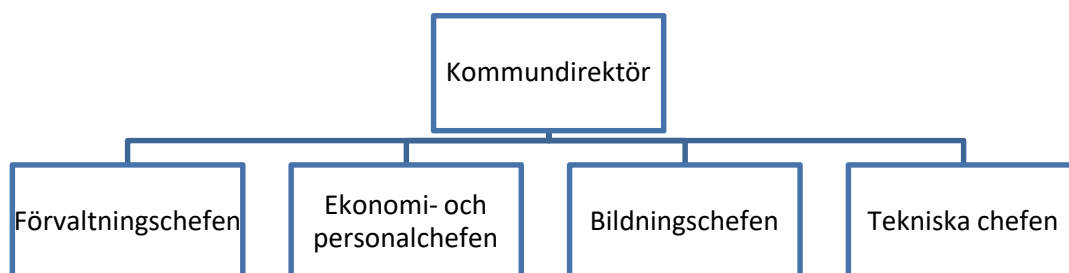 Kommundirektör
Förvaltningschefen
Ekonomi- och
personalchefen
Bildningschefen
Tekniska chefen